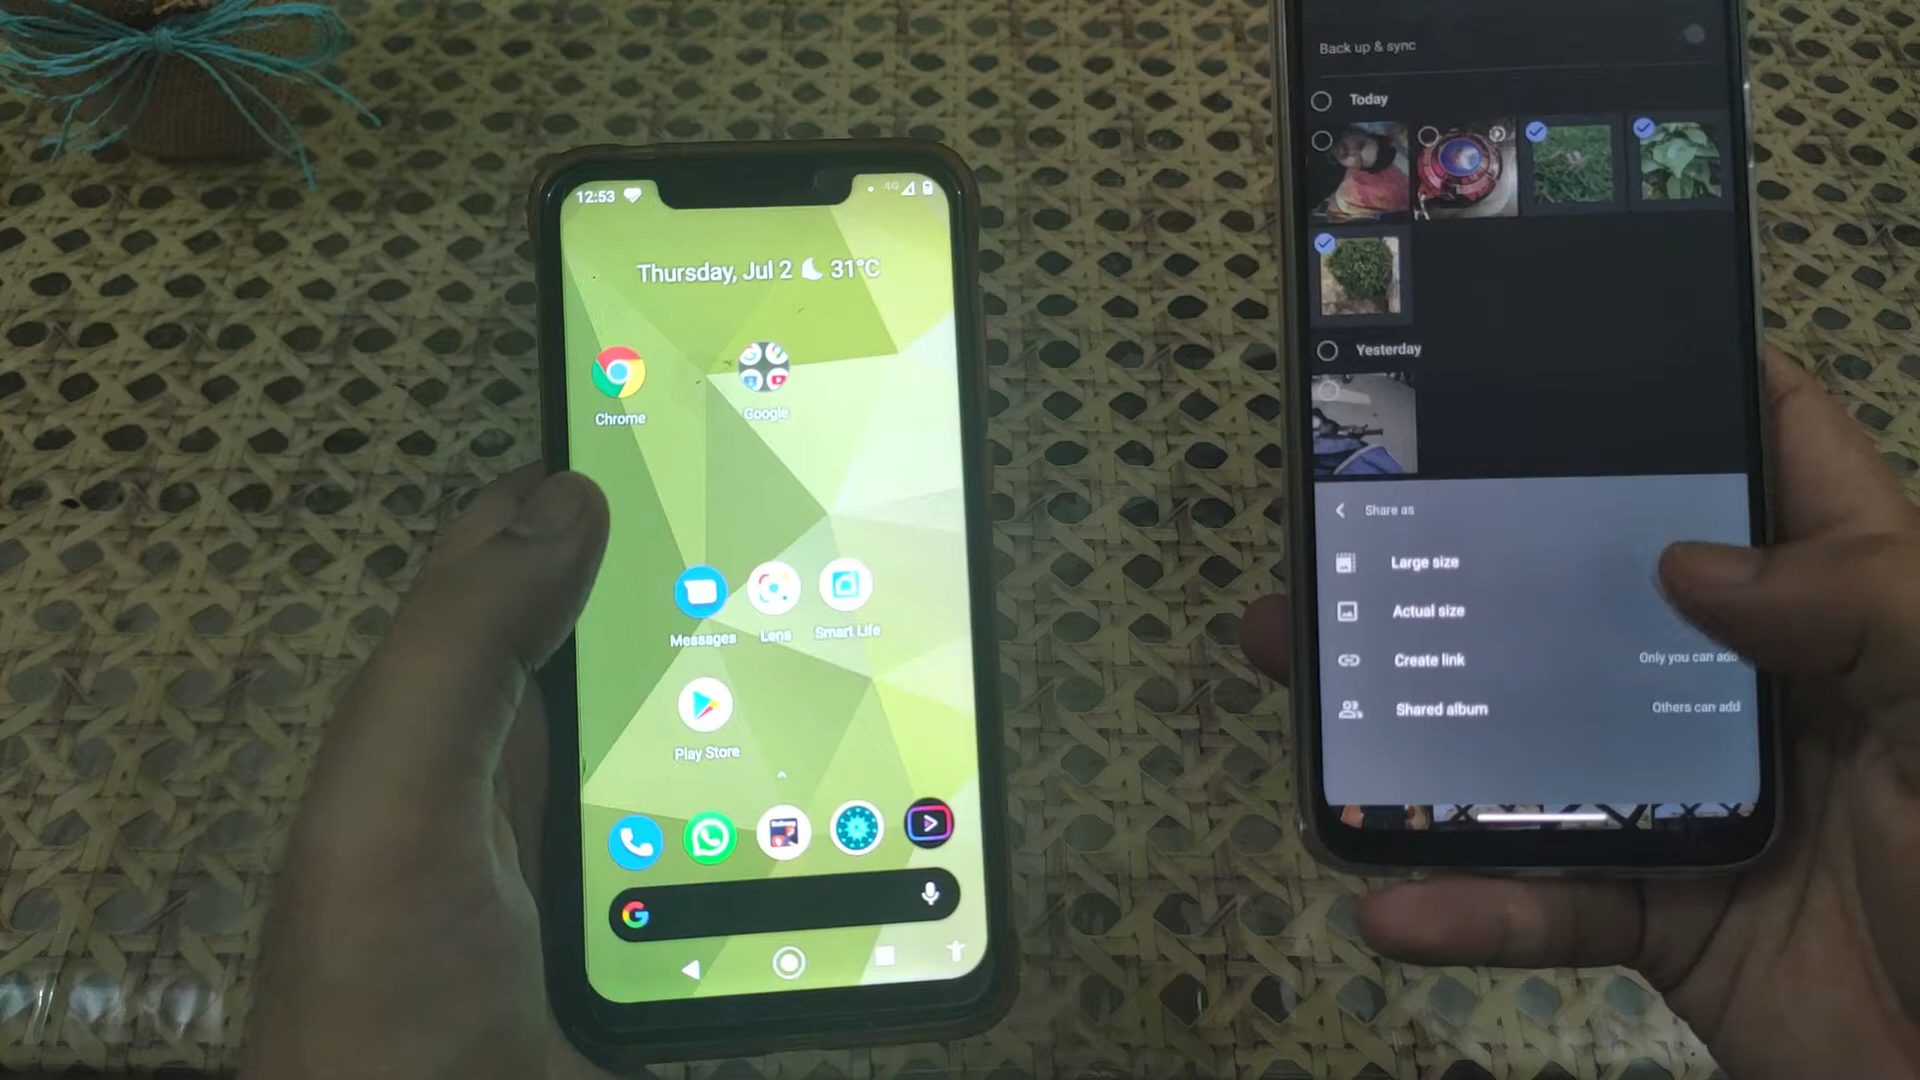 12:53
4G
Thursday, Jul 2 31°C
Chrome
Google
Messages
Lens
Smart Life
Play Store
G
Back up & sync
Today
Yesterday
Share as
Large size
Actual size
Create link
Only you can add
Shared album
Others can add